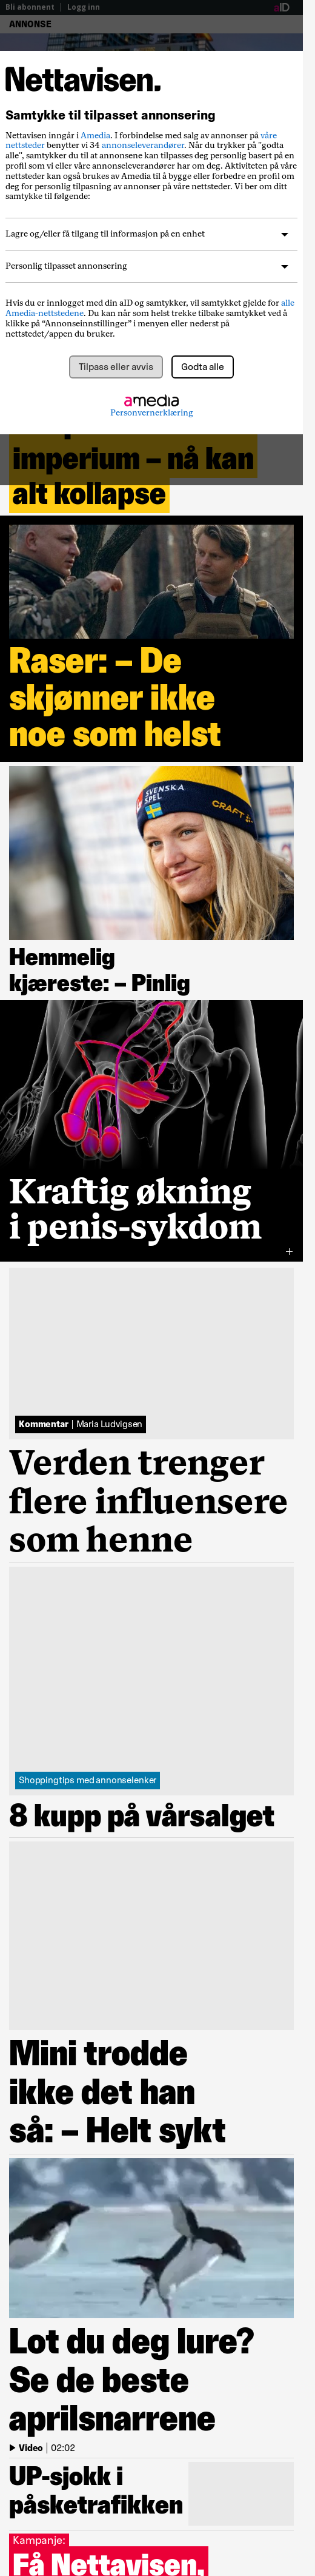 Bli abonnent | Logg inn
aID
ANNONSE
Nettavisen.
Samtykke til tilpasset annonsering
Nettavisen inngår i Amedia. I forbindelse med salg av annonser på våre
nettsteder benytter vi 34 annonseleverandører. Når du trykker på "godta
alle", samtykker du til at annonsene kan tilpasses deg personlig basert på en
profil som vi eller våre annonseleverandører har om deg. Aktiviteten på våre
nettsteder kan også brukes av Amedia til å bygge eller forbedre en profil om
deg for personlig tilpasning av annonser på våre nettsteder. Vi ber om ditt
samtykke til følgende:
Lagre og/eller få tilgang til informasjon på en enhet
Personlig tilpasset annonsering
Hvis du er innlogget med din aID og samtykker, vil samtykket gjelde for alle
Amedia-nettstedene. Du kan når som helst trekke tilbake samtykket ved å
klikke på “Annonseinnstillinger” i menyen eller nederst på
nettstedet/appen du bruker.
Tilpass eller avvis
Godta alle
amedia
Personvernerklæring
imperium – nå kan
alt kollapse
Raser: – De
skjønner ikke
noe som helst
SVENSKA
SPEL
CRAFT
Hemmelig
kjæreste: – Pinlig
Kraftig økning
i penis-sykdom
Kommentar | Maria Ludvigsen
Verden trenger
flere influensere
som henne
Shoppingtips med annonselenker
8 kupp på vårsalget
Mini trodde
ikke det han
så: – Helt sykt
Lot du deg lure?
Se de beste
aprilsnarrene
Video | 02:02
UP-sjokk i
påsketrafikken
Kampanje:
Få Nettavisen,